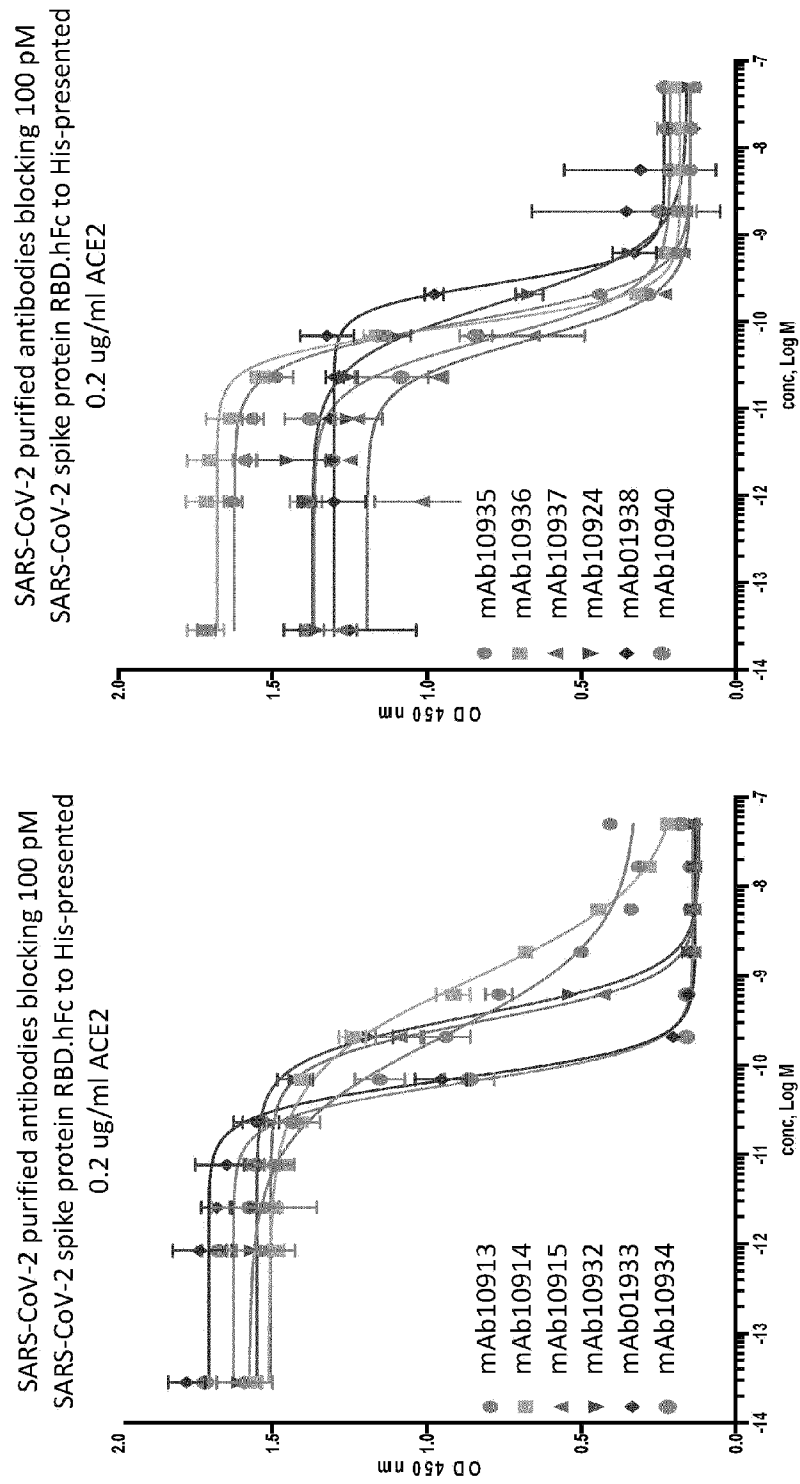 SARS-CoV-2 purified antibodies blocking 100 pM
SARS-CoV-2 spike protein RBD.hFc to His-presented
0.2 ug/ml ACE2
2.0
1.5
1.0
0.5
0.0
OD 450 nm
-14
-13
-12
-11
-10
-9
-8
-7
conc, Log M
mAb10913
mAb10914
mAb10915
mAb10932
mAb01933
mAb10934
SARS-CoV-2 purified antibodies blocking 100 pM
SARS-CoV-2 spike protein RBD.hFc to His-presented
0.2 ug/ml ACE2
2.0
1.5
1.0
0.5
0.0
OD 450 nm
-14
-13
-12
-11
-10
-9
-8
-7
conc, Log M
mAb10935
mAb10936
mAb10937
mAb10924
mAb01938
mAb10940